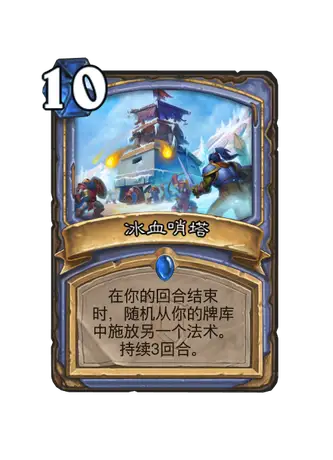 10
冰血哨塔
在你的回合结束
时，随机从你的牌库
中施放另一个法术。
持续3回合。